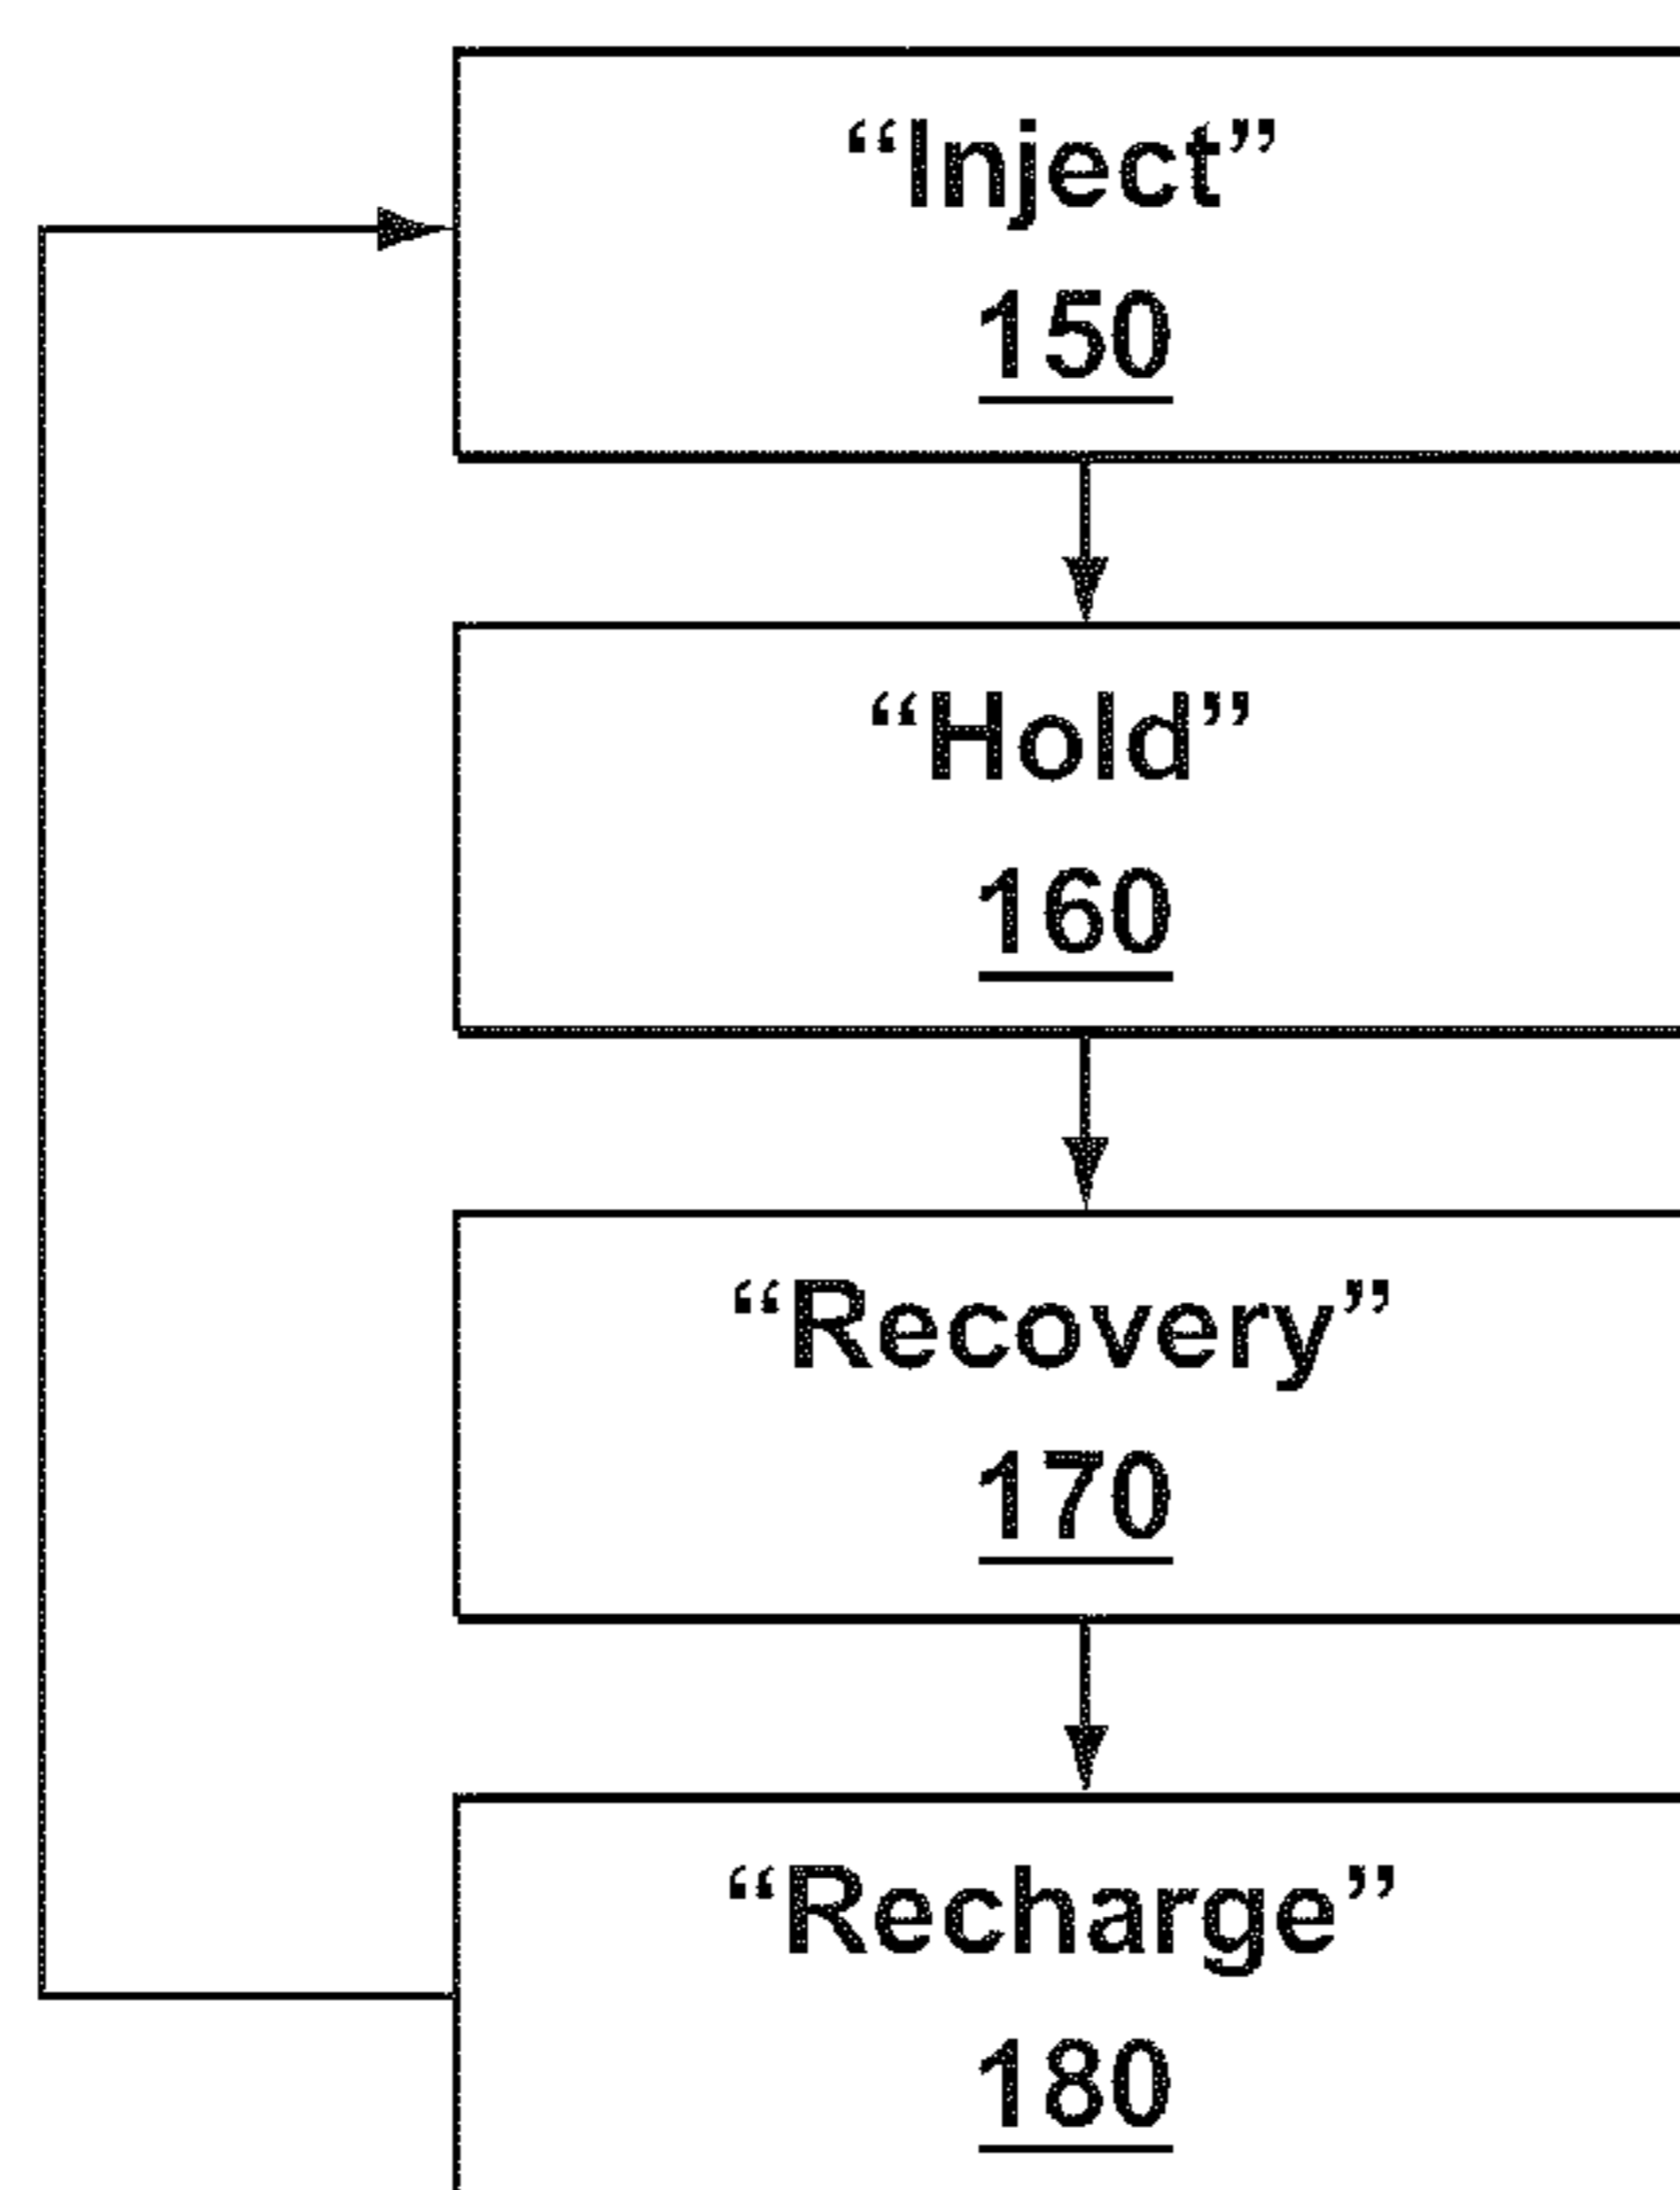 “Inject”
150
“Hold”
160
“Recovery”
170
“Recharge”
180